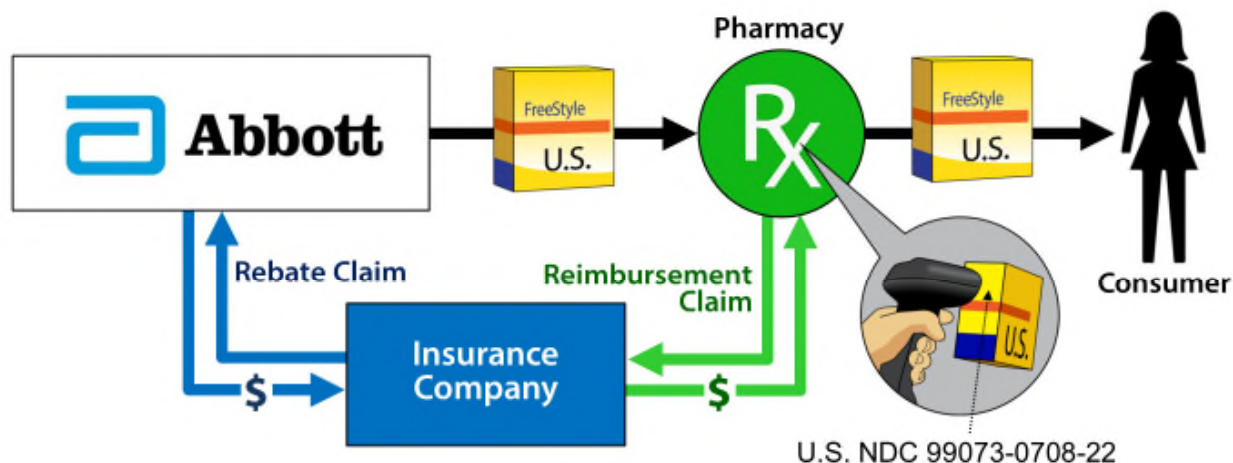 Pharmacy
Abbott
FreeStyle
U.S.
Rx
FreeStyle
U.S.
Rebate Claim
Reimbursement
Claim
Consumer
Insurance
Company
U.S.
$
$
U.S. NDC 99073-0708-22